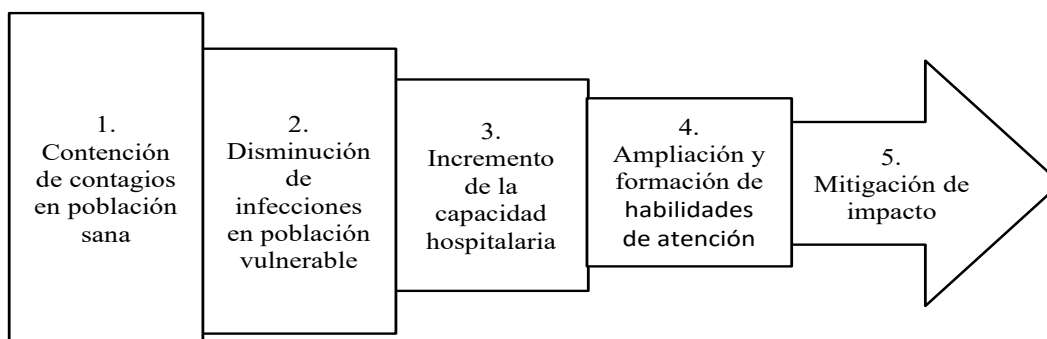 1.
Contención
de contagios
en población
sana
2.
Disminución
de
infecciones
en población
vulnerable
3.
Incremento
de la
capacidad
hospitalaria
4.
Ampliación y
formación de
habilidades
de atención
5.
Mitigación de
impacto